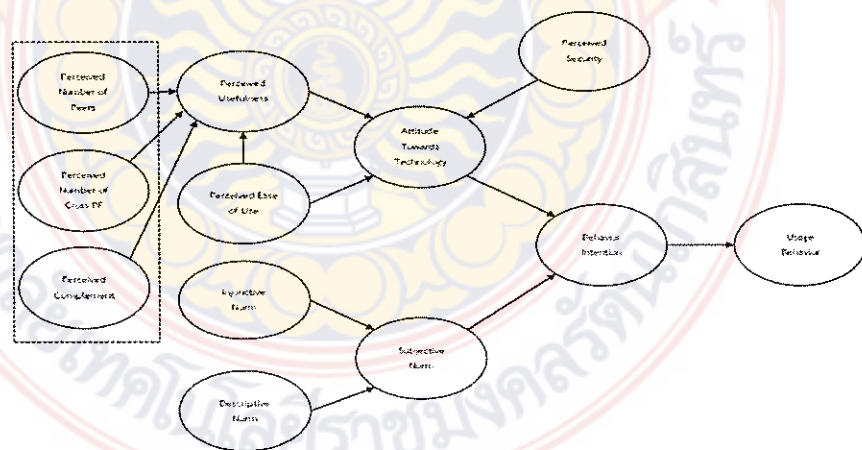 Perceived
Number of
Peers
Perceived
Usefulness
Perceived
Security
Attitude
Towards
Technology
Perceived
Number of
Cross PF
Perceived Ease
of Use
Perceived
Complement
Injunctive
Norm
Behavior
Intention
Usage
Behavior
Subjective
Norm
Descriptive
Norm